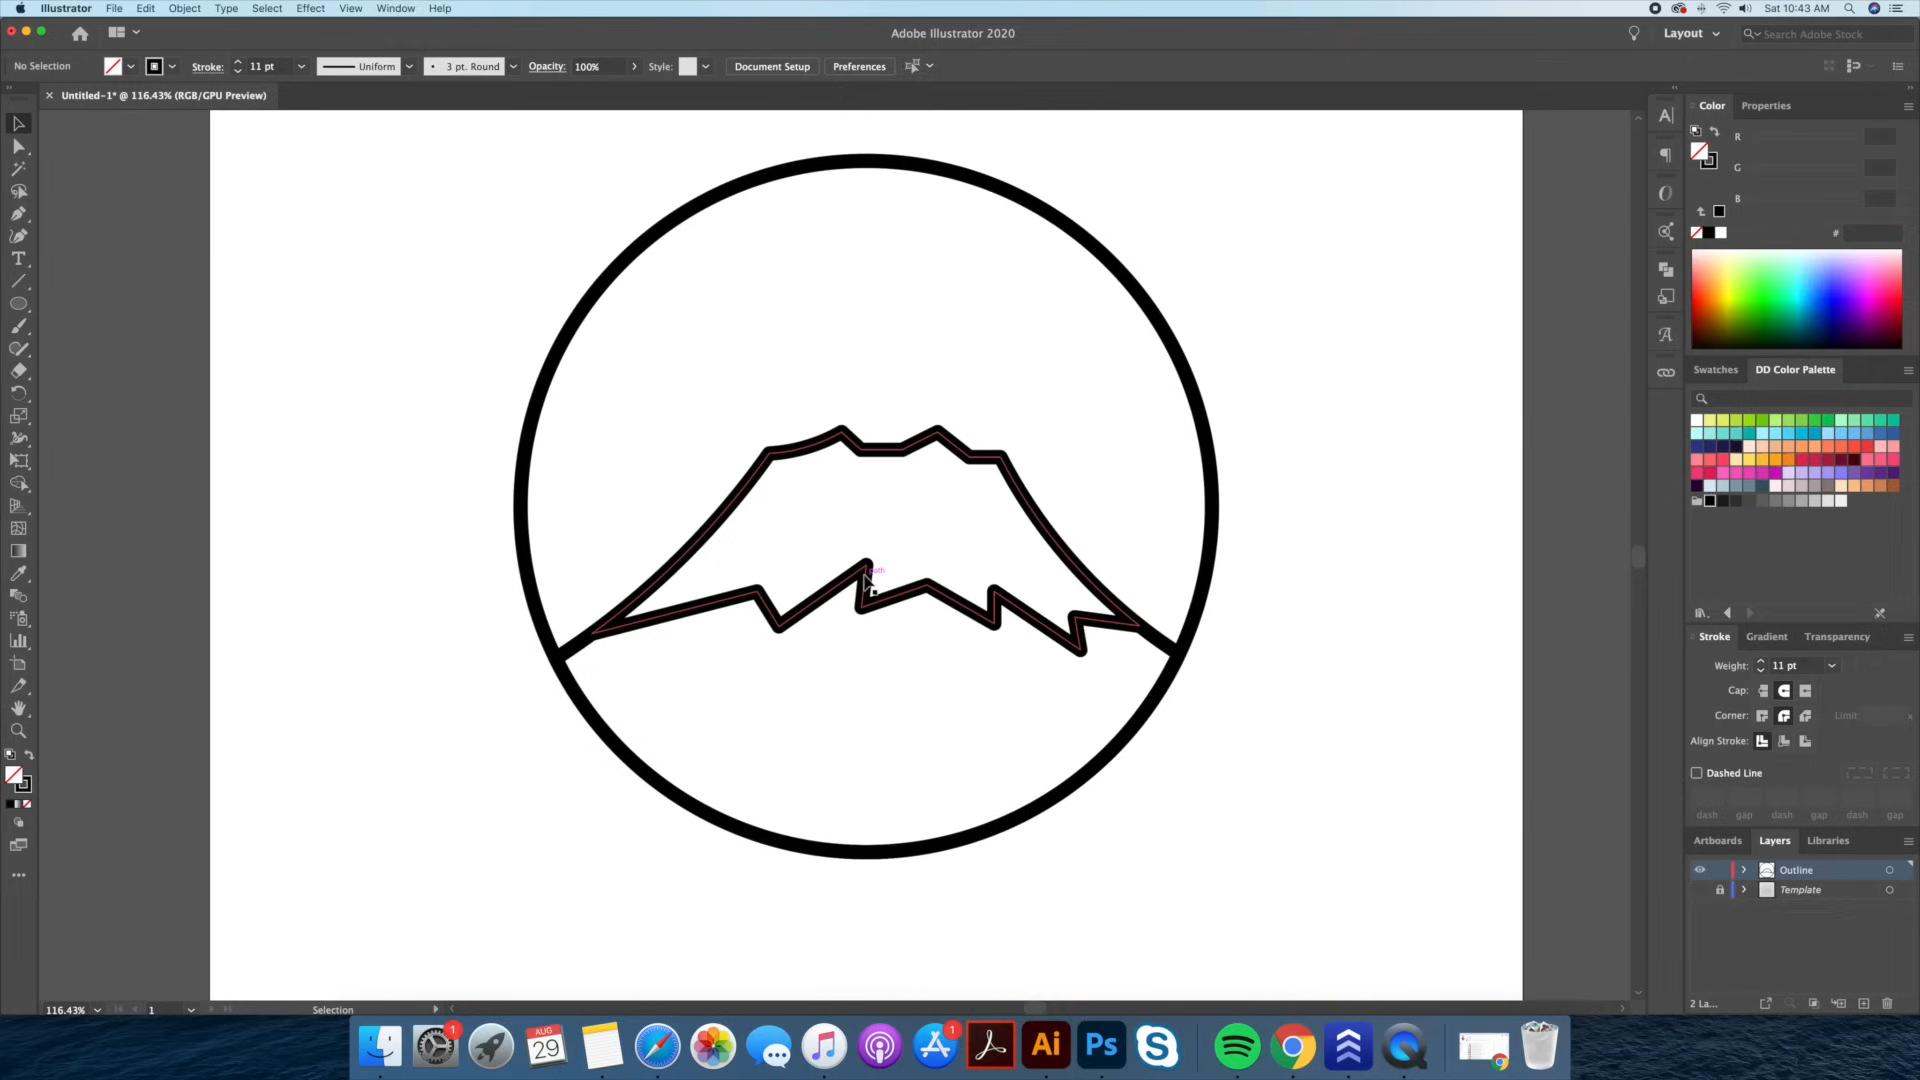 Illustrator File Edit Object Type Select Effect View Window Help
Sat 10:43 AM
Adobe Illustrator 2020
Layout
Search Adobe Stock
No Selection
Stroke:
11 pt
Uniform
3 pt. Round
Opacity:
100%
Style:
Document Setup
Preferences
Untitled-1* @ 116.43% (RGB/GPU Preview)
Color
Properties
R
G
B
#
Swatches
DD Color Palette
path
Stroke
Gradient
Transparency
Weight:
11 pt
Cap:
Corner:
Limit:
x
Align Stroke:
Dashed Line
dash gap dash gap dash gap
Artboards
Layers
Libraries
Outline
Template
2 La...
116.43%
1
Selection
1
AUG
29
1
Ai
Ps